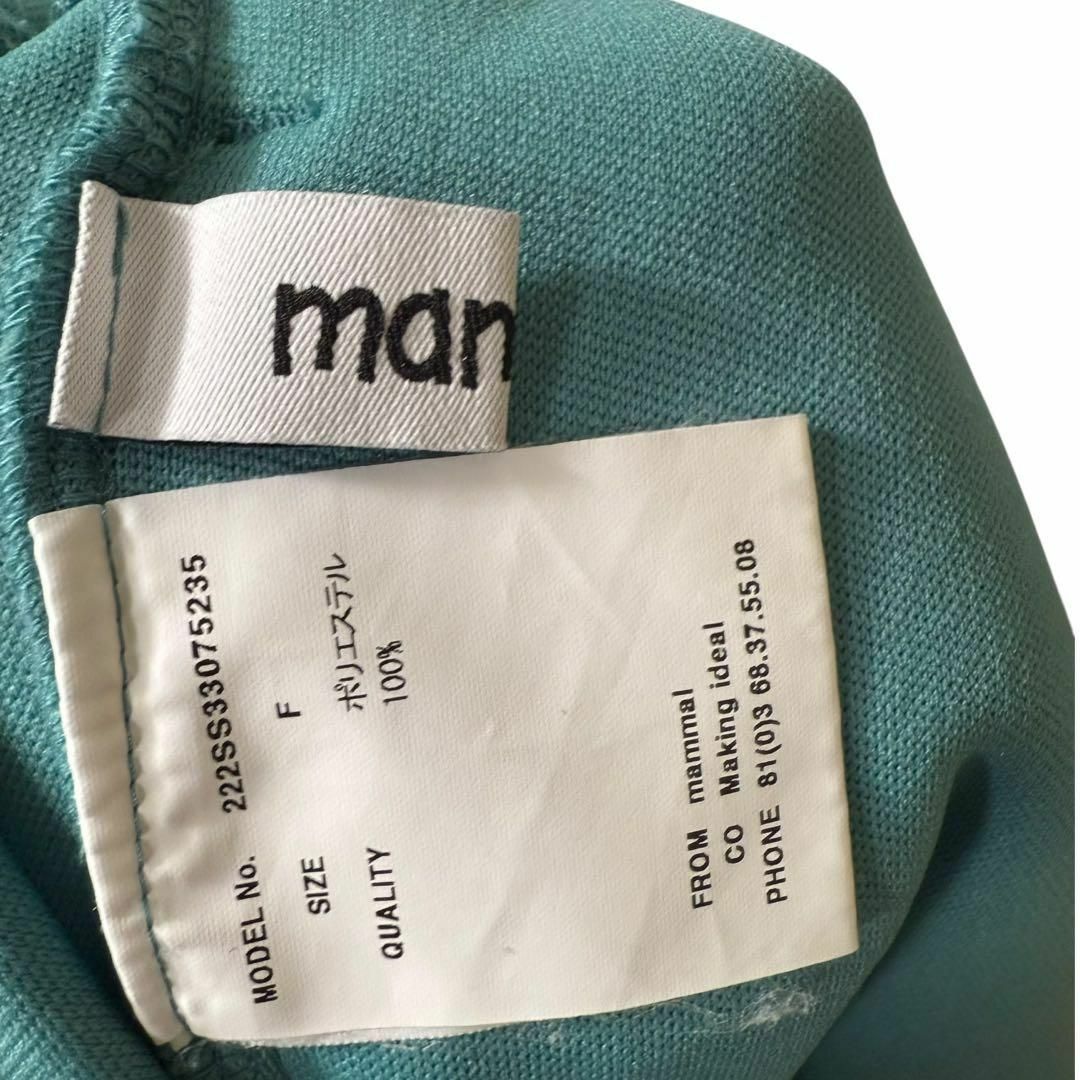 mam
MODEL No. 222SS33075235
SIZE F
QUALITY ポリエステル
100%
FROM mammal
CO Making ideal
PHONE 81(0)3 68.37.55.08